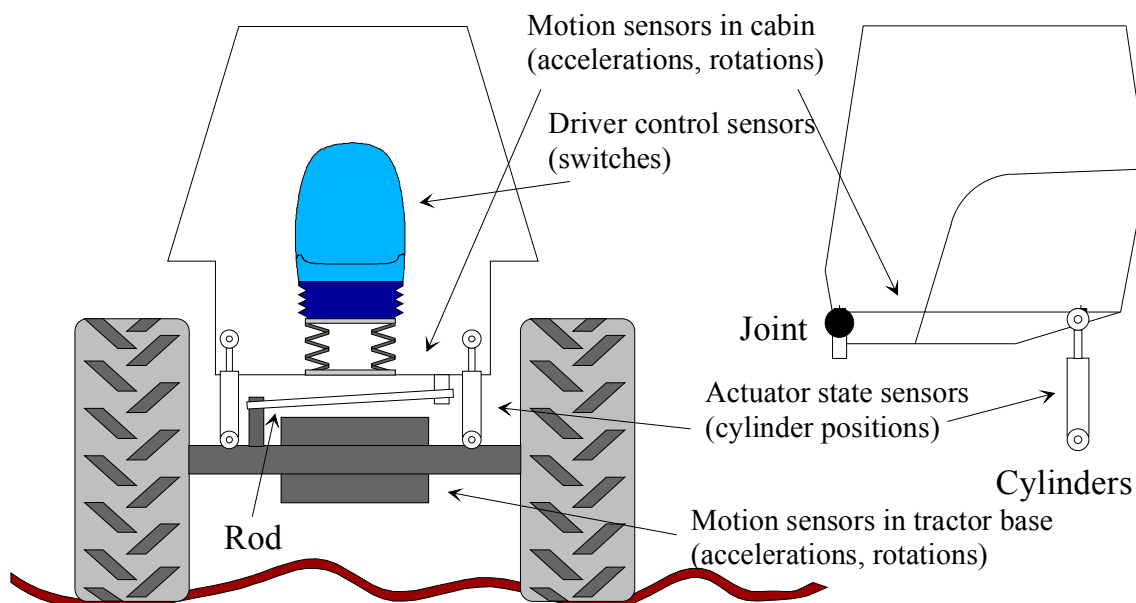 Motion sensors in cabin
(accelerations, rotations)
Driver control sensors
(switches)
Joint
Actuator state sensors
(cylinder positions)
Cylinders
Rod
Motion sensors in tractor base
(accelerations, rotations)